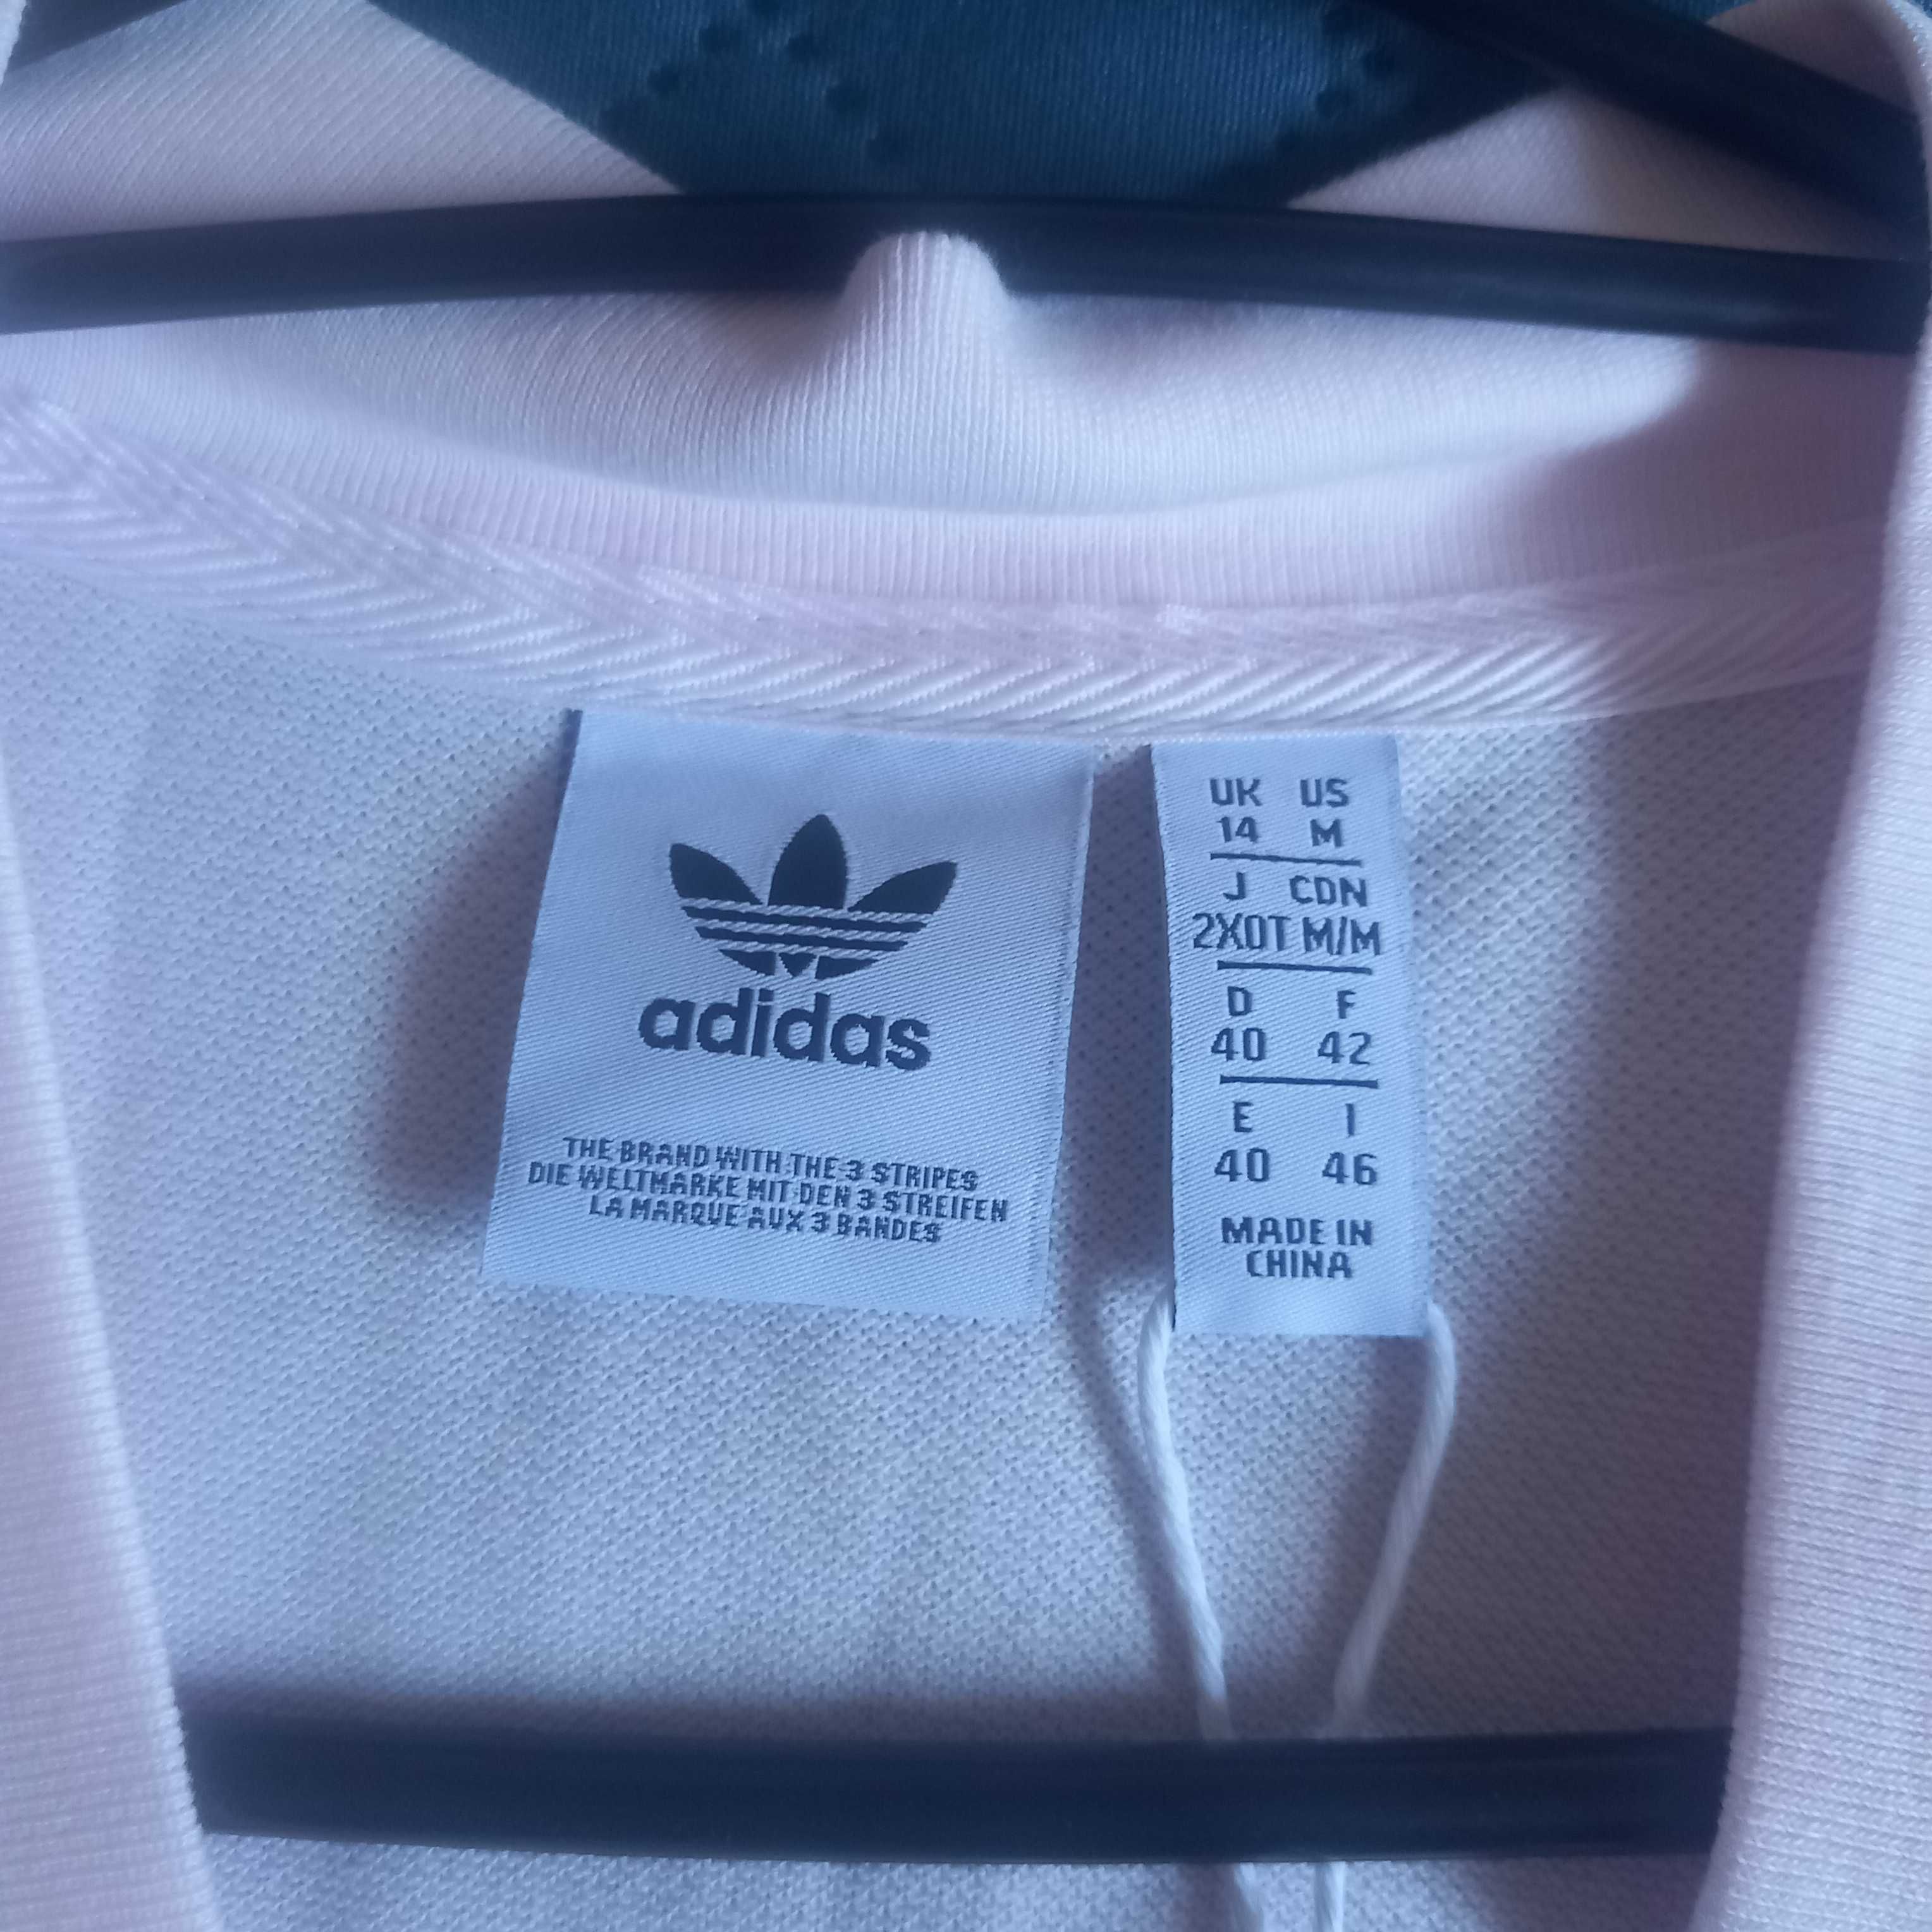 adidas
THE BRAND WITH THE 3 STRIPES
DIE WELTMARKE MIT DEN 3 STREIFEN
LA MARQUE AUX 3 BANDES
UK US
14 M
J CDN
2XOT M/M
D F
40 42
E I
40 46
MADE IN
CHINA